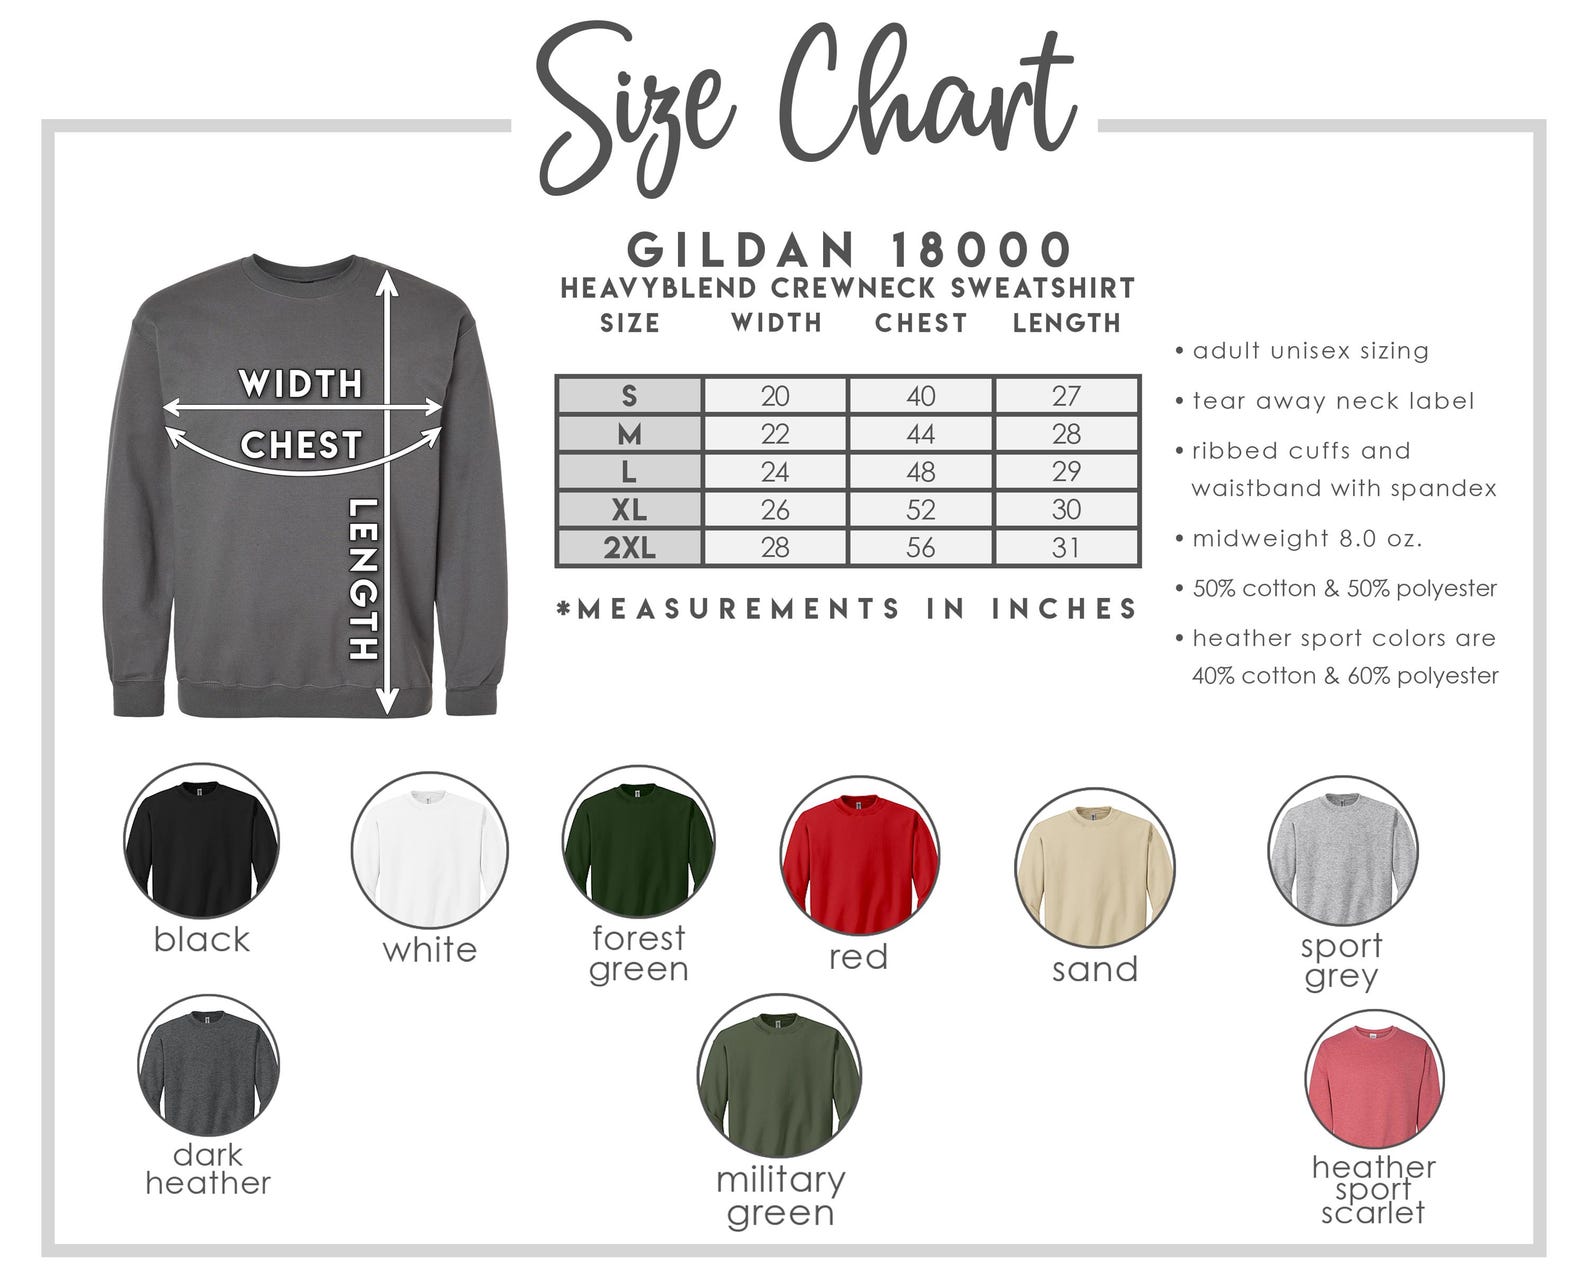 Size Chart
GILDAN 18000
HEAVYBLEND CREWNECK SWEATSHIRT
SIZE WIDTH CHEST LENGTH
S 20 40 27
M 22 44 28
L 24 48 29
XL 26 52 30
2XL 28 56 31
*MEASUREMENTS IN INCHES
WIDTH
CHEST
LENGTH
• adult unisex sizing
• tear away neck label
• ribbed cuffs and
waistband with spandex
• midweight 8.0 oz.
• 50% cotton & 50% polyester
• heather sport colors are
40% cotton & 60% polyester
black
white
forest
green
red
sand
sport
grey
dark
heather
military
green
heather
sport
scarlet